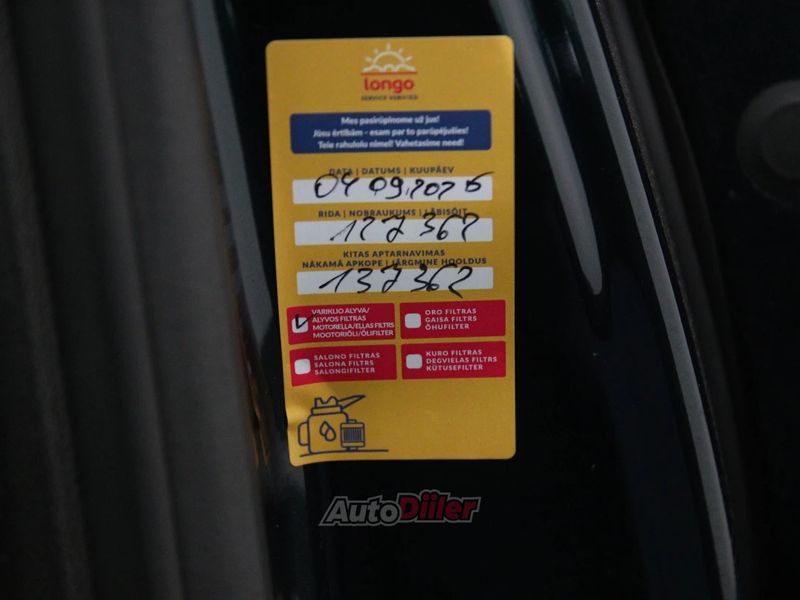 longo
SERVICE SERVISS
Mes pasirūpinome už jus!
Jūsu ērtībām - esam par to parūpējušies!
Teie rahulolu nimel! Vahetasime need!
DATA | DATUMS | KUUPÄEV
04 09.2025
RIDA | NOBRAUKUMS | LÄBISÕIT
127 362
KITAS APTARNAVIMAS
NĀKAMĀ APKOPE | JÄRGMINE HOOLDUS
137362
VARIKLIO ALYVA/
ALYVOS FILTRAS
MOTORELLA/ELLAS FILTRS
MOOTORIÕLI/ÕLIFILTER
ORO FILTRAS
GAISA FILTRS
ÕHUFILTER
SALONO FILTRAS
SALONA FILTRS
SALONGIFILTER
KURO FILTRAS
DEGVIELAS FILTRS
KÜTUSEFILTER
AutoDiiler